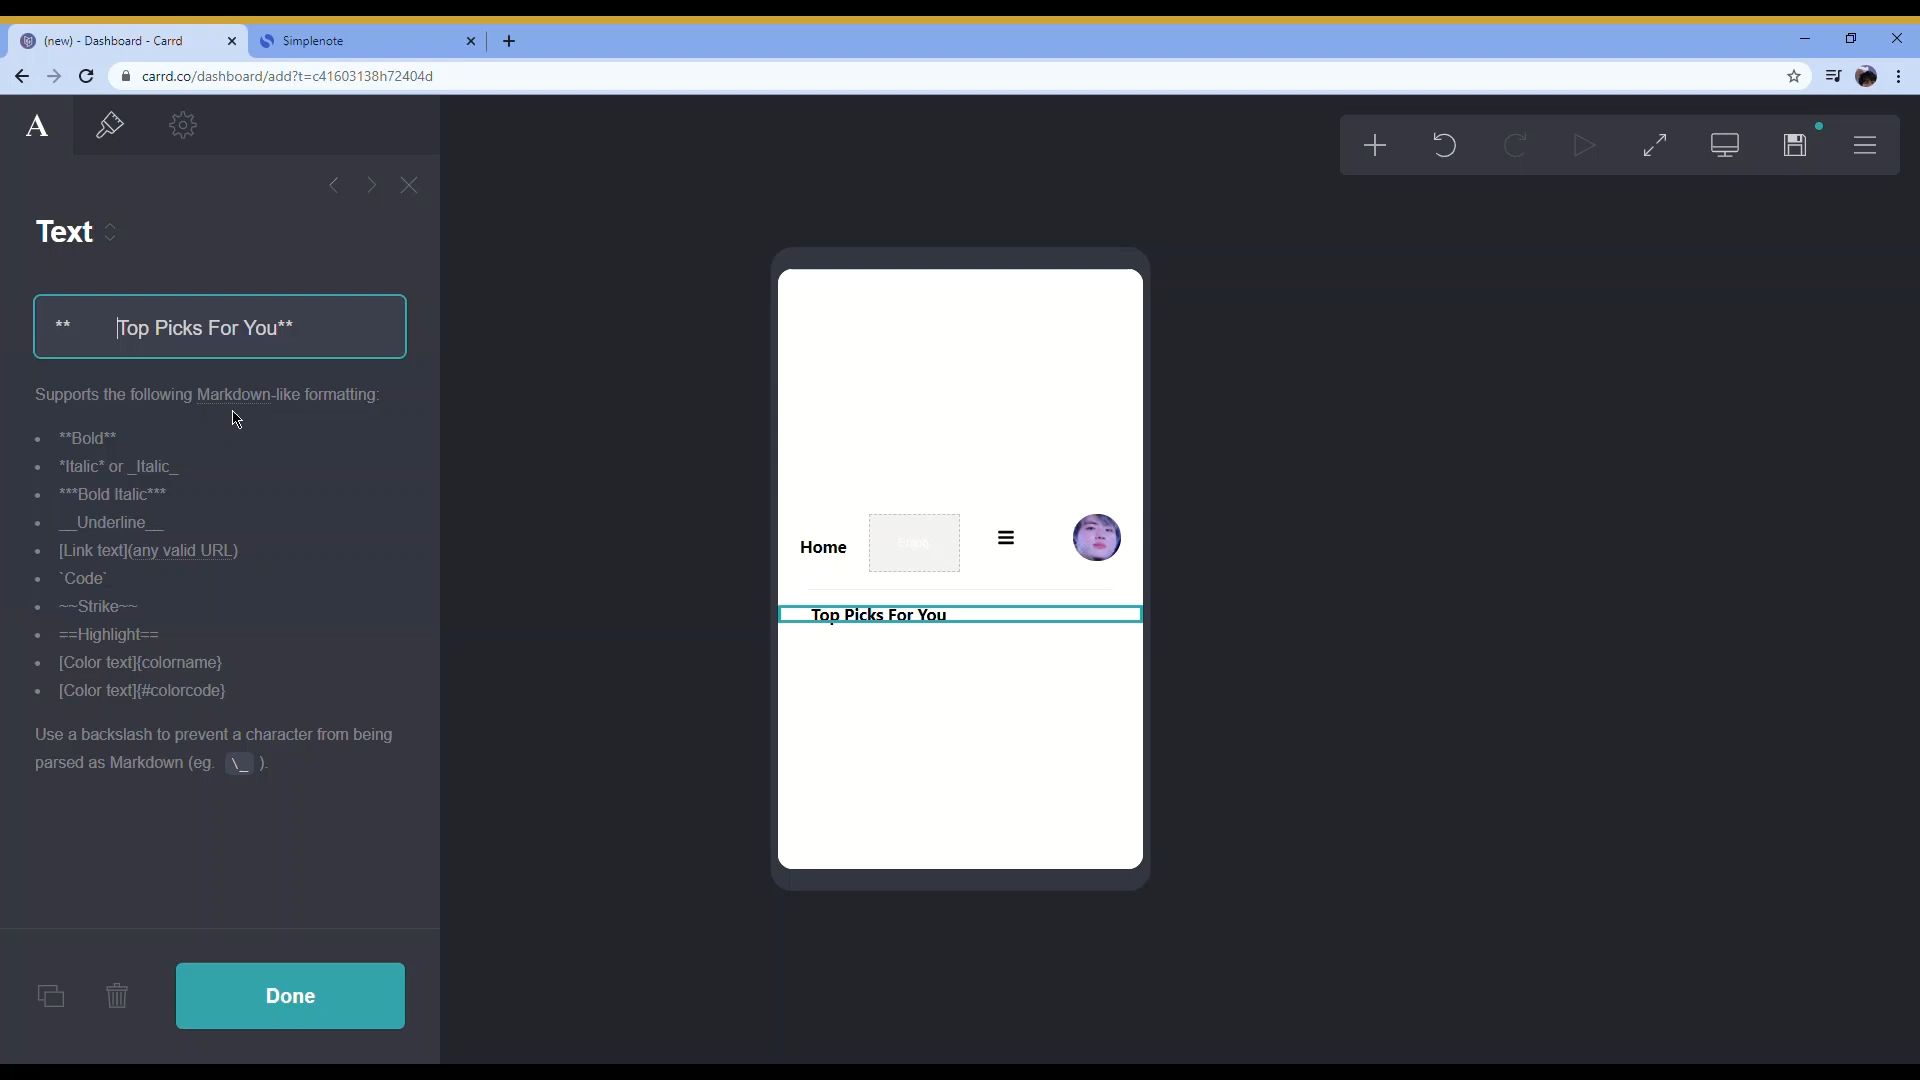 (new) - Dashboard - Carrd
Simplenote
carrd.co/dashboard/add?t=c41603138h72404d
A
Text
** Top Picks For You**
Supports the following Markdown-like formatting:
• **Bold**
• *Italic* or _Italic_
• ***Bold Italic***
• __Underline__
• [Link text](any valid URL)
• `Code`
• ~~Strike~~
• ==Highlight==
• [Color text]{colorname}
• [Color text]{#colorcode}
Use a backslash to prevent a character from being
parsed as Markdown (eg. \_ ).
Done
Home
Top Picks For You